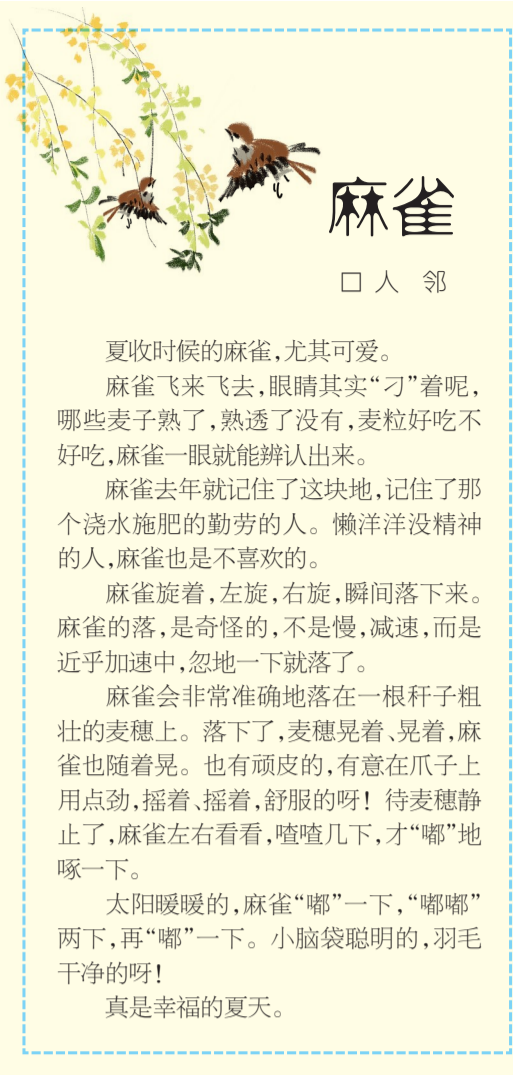 麻雀
□人 邻
夏收时候的麻雀,尤其可爱。
麻雀飞来飞去,眼睛其实“刁”着呢,
哪些麦子熟了,熟透了没有,麦粒好吃不
好吃,麻雀一眼就能辨认出来。
麻雀去年就记住了这块地,记住了那
个浇水施肥的勤劳的人。懒洋洋没精神
的人,麻雀也是不喜欢的。
麻雀旋着,左旋,右旋,瞬间落下来。
麻雀的落,是奇怪的,不是慢,减速,而是
近乎加速中,忽地一下就落了。
麻雀会非常准确地落在一根秆子粗
壮的麦穗上。落下了,麦穗晃着、晃着,麻
雀也随着晃。也有顽皮的,有意在爪子上
用点劲,摇着、摇着,舒服的呀!待麦穗静
止了,麻雀左右看看,喳喳几下,才“嘟”地
啄一下。
太阳暖暖的,麻雀“嘟”一下,“嘟嘟”
两下,再“嘟”一下。小脑袋聪明的,羽毛
干净的呀!
真是幸福的夏天。